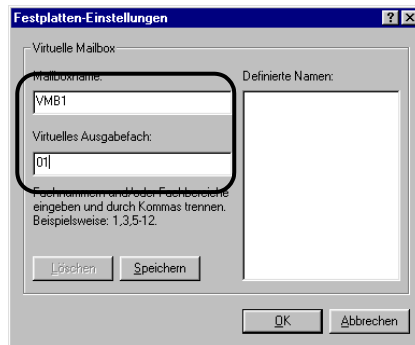 Festplatten-Einstellungen
Virtuelle Mailbox
Mailboxname:
VMB1
Virtuelles Ausgabefach:
01
Fachnummern und/oder Fachbereiche
eingeben und durch Kommas trennen.
Beispielsweise: 1,3,5-12.
Löschen
Speichern
Definierte Namen:
OK
Abbrechen